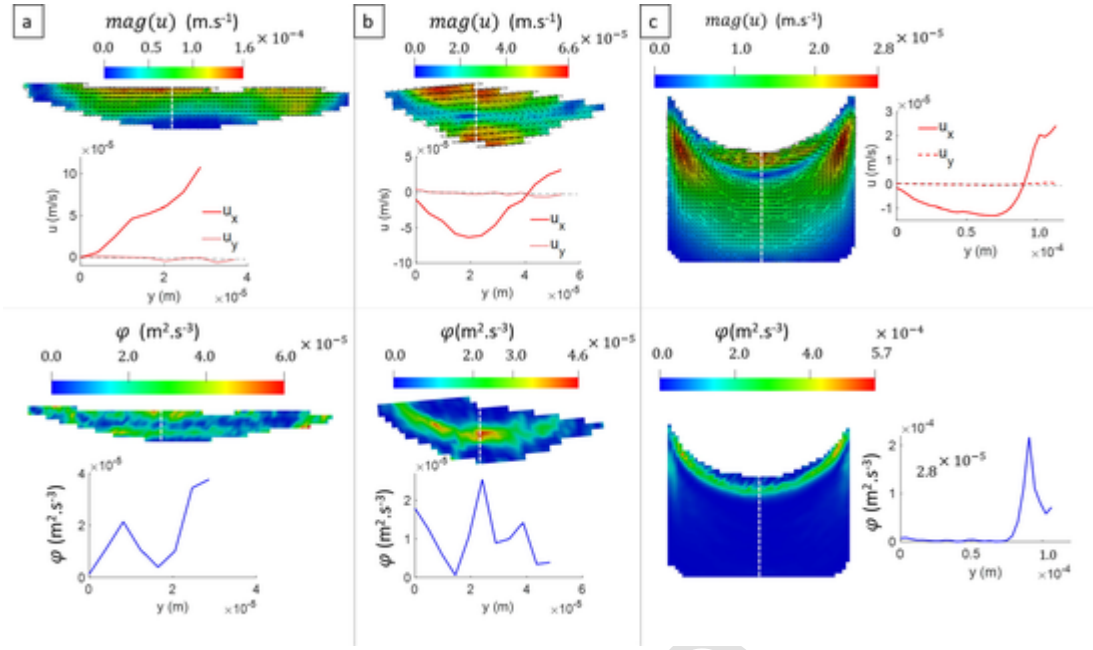 a
mag(u) (m.s⁻¹)
0.0 0.5 1.0 1.6 × 10⁻⁴
×10⁻⁵
10
5
0
u (m/s)
uₓ
u_y
0 2 4
y (m) ×10⁻⁵
φ (m².s⁻³)
0.0 2.0 4.0 6.0 × 10⁻⁵
×10⁻⁵
4
2
0
φ (m².s⁻³)
0 2 4
y (m) ×10⁻⁵
b
mag(u) (m.s⁻¹)
0.0 2.0 4.0 6.6 × 10⁻⁵
×10⁻⁵
5
0
-5
-10
u (m/s)
uₓ
u_y
0 2 4 6
y (m) ×10⁻⁵
φ(m².s⁻³)
0.0 2.0 3.0 4.6 × 10⁻⁵
×10⁻⁵
2
1
0
φ (m².s⁻³)
0 2 4 6
y (m) ×10⁻⁵
c
mag(u) (m.s⁻¹)
0.0 1.0 2.0 2.8 × 10⁻⁵
×10⁻⁵
3
2
1
0
-1
u (m/s)
uₓ
u_y
0 0.5 1.0
y (m) ×10⁻⁴
φ(m².s⁻³)
0.0 2.0 4.0 5.7 × 10⁻⁴
×10⁻⁴
2
1
0
2.8 × 10⁻⁵
φ (m².s⁻³)
0 0.5 1.0
y (m) ×10⁻⁴